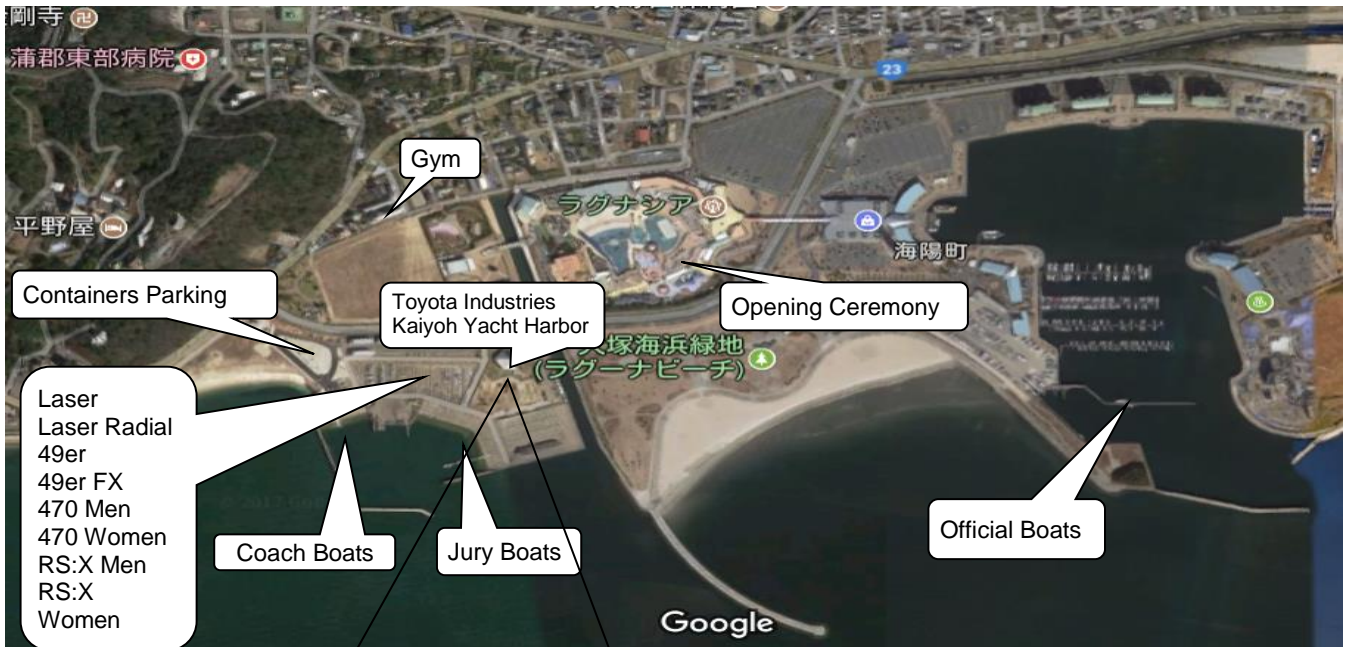 剛寺
蒲郡東部病院
23
Gym
ラグナシア
平野屋
海陽町
Containers Parking
Toyota Industries
Kaiyoh Yacht Harbor
Opening Ceremony
大塚海浜緑地
(ラグーナビーチ)
Laser
Laser Radial
49er
49er FX
470 Men
470 Women
RS:X Men
RS:X
Women
Coach Boats
Jury Boats
Official Boats
Google